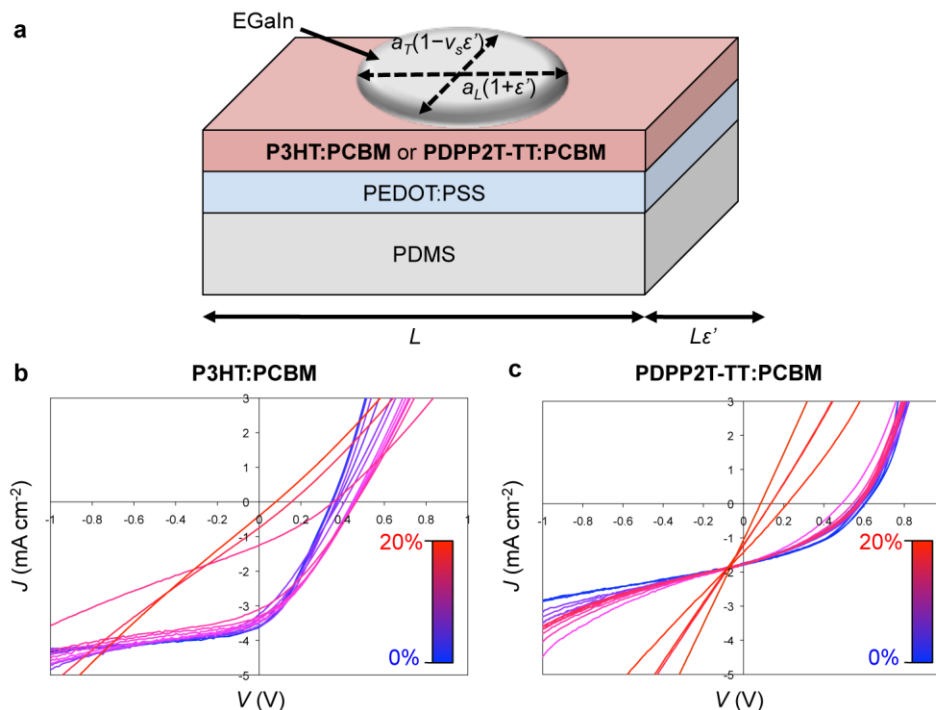 a
EGaIn
a_T(1−ν_sε’)
a_L(1+ε’)
P3HT:PCBM or PDPP2T-TT:PCBM
PEDOT:PSS
PDMS
L
Lε’
b
P3HT:PCBM
J (mA cm⁻²)
3
2
1
0
-1
-2
-3
-4
-5
-1 -0.8 -0.6 -0.4 -0.2 0 0.2 0.4 0.6 0.8 1
20%
0%
V (V)
c
PDPP2T-TT:PCBM
J (mA cm⁻²)
3
2
1
0
-1
-2
-3
-4
-5
-1 -0.8 -0.6 -0.4 -0.2 0 0.2 0.4 0.6 0.8
20%
0%
V (V)